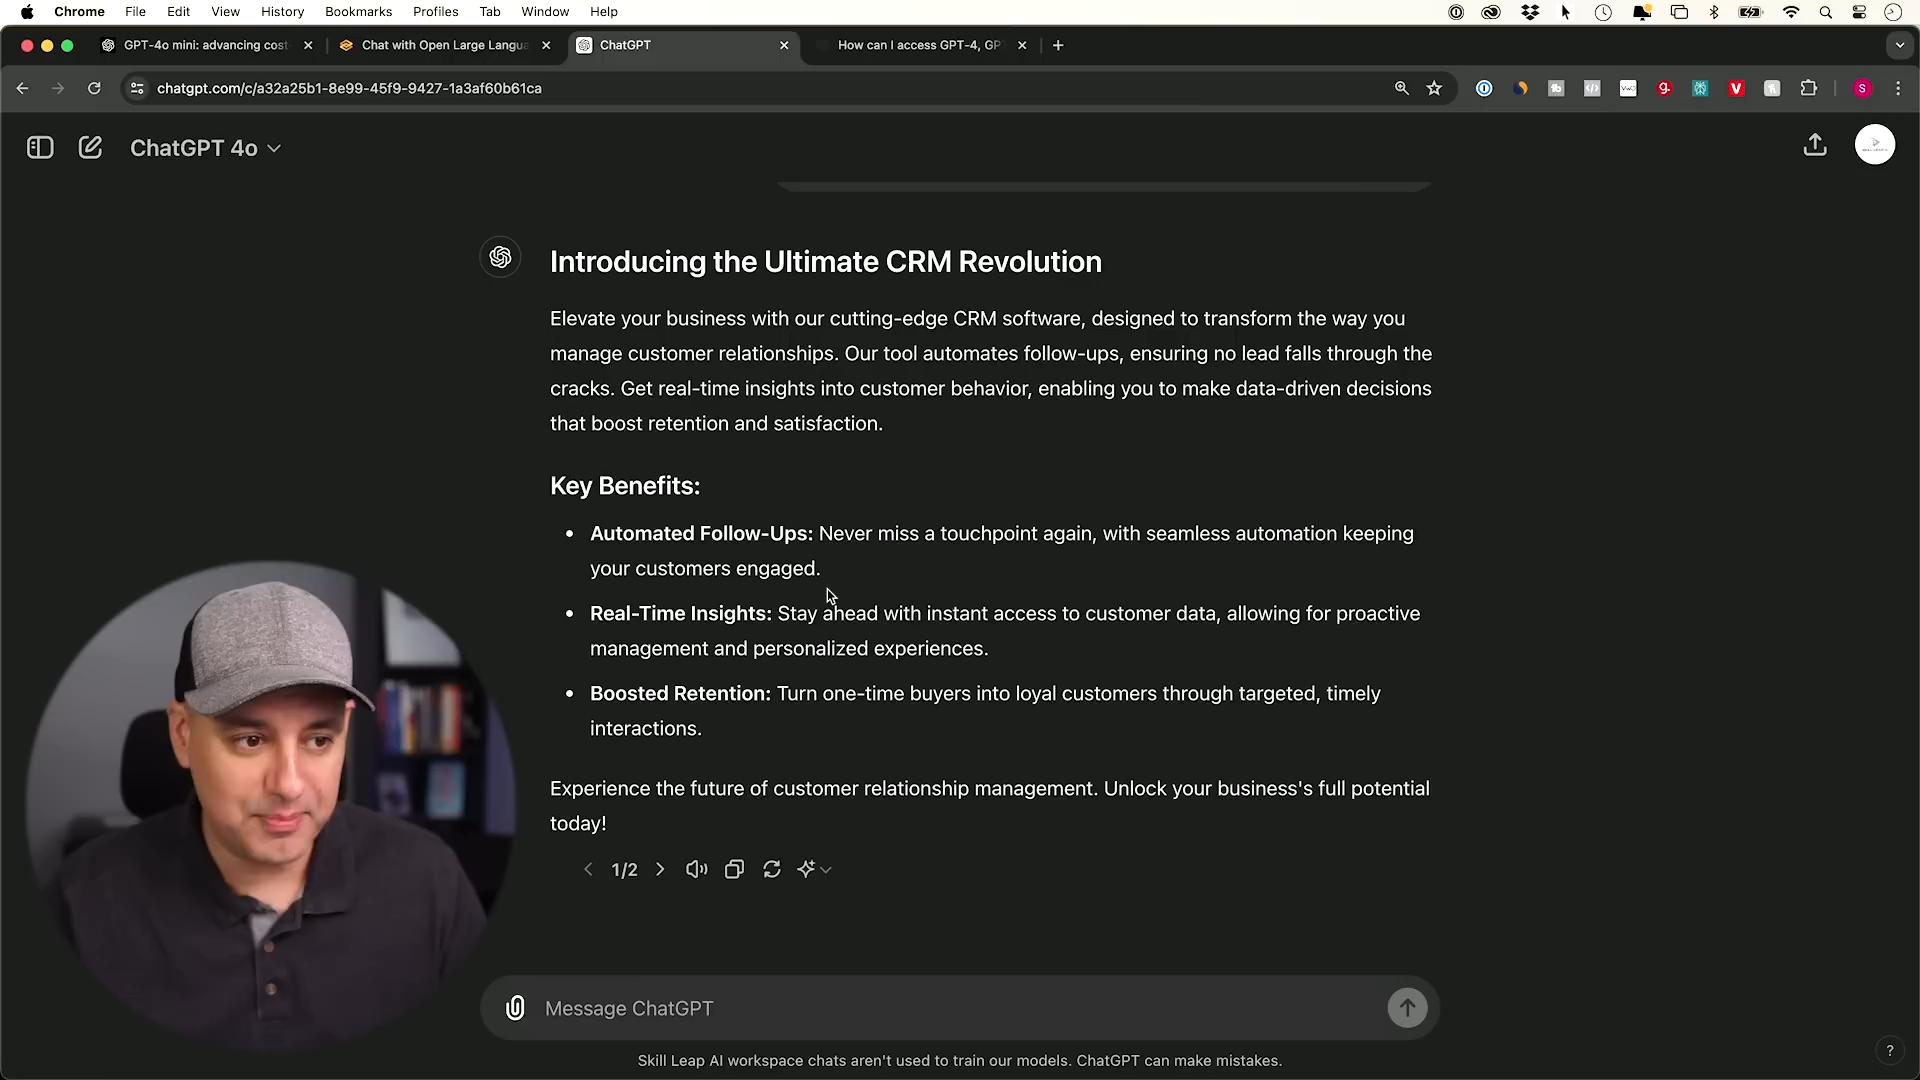 Chrome File Edit View History Bookmarks Profiles Tab Window Help
GPT-4o mini: advancing cost
Chat with Open Large Langua
ChatGPT
How can I access GPT-4, GP
chatgpt.com/c/a32a25b1-8e99-45f9-9427-1a3af60b61ca
ChatGPT 4o
Introducing the Ultimate CRM Revolution
Elevate your business with our cutting-edge CRM software, designed to transform the way you
manage customer relationships. Our tool automates follow-ups, ensuring no lead falls through the
cracks. Get real-time insights into customer behavior, enabling you to make data-driven decisions
that boost retention and satisfaction.
Key Benefits:
• Automated Follow-Ups: Never miss a touchpoint again, with seamless automation keeping
your customers engaged.
• Real-Time Insights: Stay ahead with instant access to customer data, allowing for proactive
management and personalized experiences.
• Boosted Retention: Turn one-time buyers into loyal customers through targeted, timely
interactions.
Experience the future of customer relationship management. Unlock your business's full potential
today!
1/2
Message ChatGPT
Skill Leap AI workspace chats aren't used to train our models. ChatGPT can make mistakes.
?